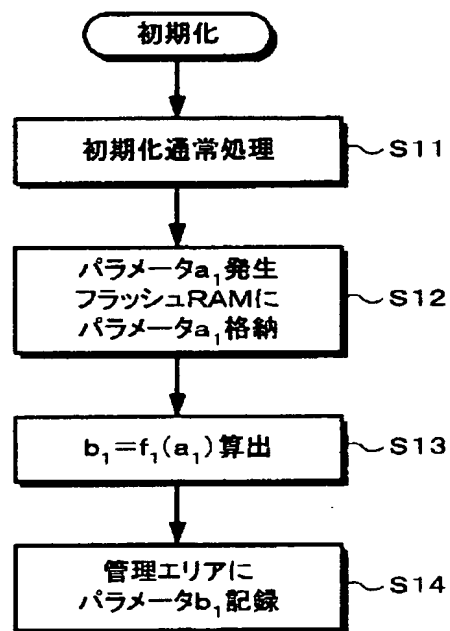 初期化
初期化通常処理
S11
パラメータa₁発生
フラッシュRAMに
パラメータa₁格納
S12
b₁=f₁(a₁)算出
S13
管理エリアに
パラメータb₁記録
S14